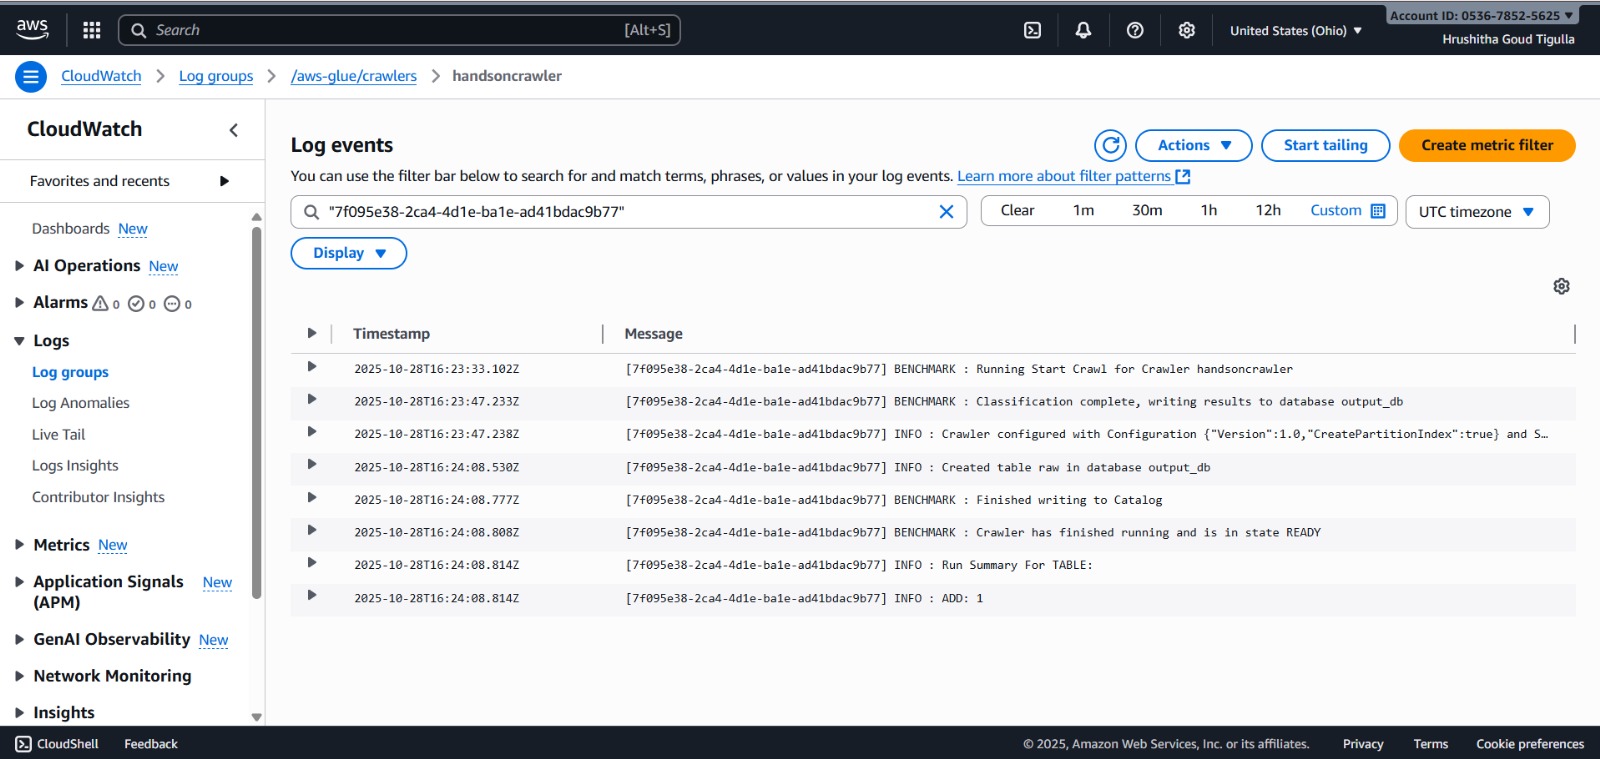 aws
Search [Alt+S]
United States (Ohio)
Account ID: 0536-7852-5625
Hrushitha Goud Tigulla
CloudWatch > Log groups > /aws-glue/crawlers > handsoncrawler
CloudWatch
Favorites and recents
Dashboards New
AI Operations New
Alarms 0 0 0
Logs
Log groups
Log Anomalies
Live Tail
Logs Insights
Contributor Insights
Metrics New
Application Signals (APM) New
GenAI Observability New
Network Monitoring
Insights
Log events
Actions
Start tailing
Create metric filter
You can use the filter bar below to search for and match terms, phrases, or values in your log events. Learn more about filter patterns
"7f095e38-2ca4-4d1e-ba1e-ad41bdac9b77"
Clear 1m 30m 1h 12h Custom
UTC timezone
Display
Timestamp Message
2025-10-28T16:23:33.102Z [7f095e38-2ca4-4d1e-ba1e-ad41bdac9b77] BENCHMARK : Running Start Crawl for Crawler handsoncrawler
2025-10-28T16:23:47.233Z [7f095e38-2ca4-4d1e-ba1e-ad41bdac9b77] BENCHMARK : Classification complete, writing results to database output_db
2025-10-28T16:23:47.238Z [7f095e38-2ca4-4d1e-ba1e-ad41bdac9b77] INFO : Crawler configured with Configuration {"Version":1.0,"CreatePartitionIndex":true} and S…
2025-10-28T16:24:08.530Z [7f095e38-2ca4-4d1e-ba1e-ad41bdac9b77] INFO : Created table raw in database output_db
2025-10-28T16:24:08.777Z [7f095e38-2ca4-4d1e-ba1e-ad41bdac9b77] BENCHMARK : Finished writing to Catalog
2025-10-28T16:24:08.808Z [7f095e38-2ca4-4d1e-ba1e-ad41bdac9b77] BENCHMARK : Crawler has finished running and is in state READY
2025-10-28T16:24:08.814Z [7f095e38-2ca4-4d1e-ba1e-ad41bdac9b77] INFO : Run Summary For TABLE:
2025-10-28T16:24:08.814Z [7f095e38-2ca4-4d1e-ba1e-ad41bdac9b77] INFO : ADD: 1
CloudShell Feedback © 2025, Amazon Web Services, Inc. or its affiliates. Privacy Terms Cookie preferences